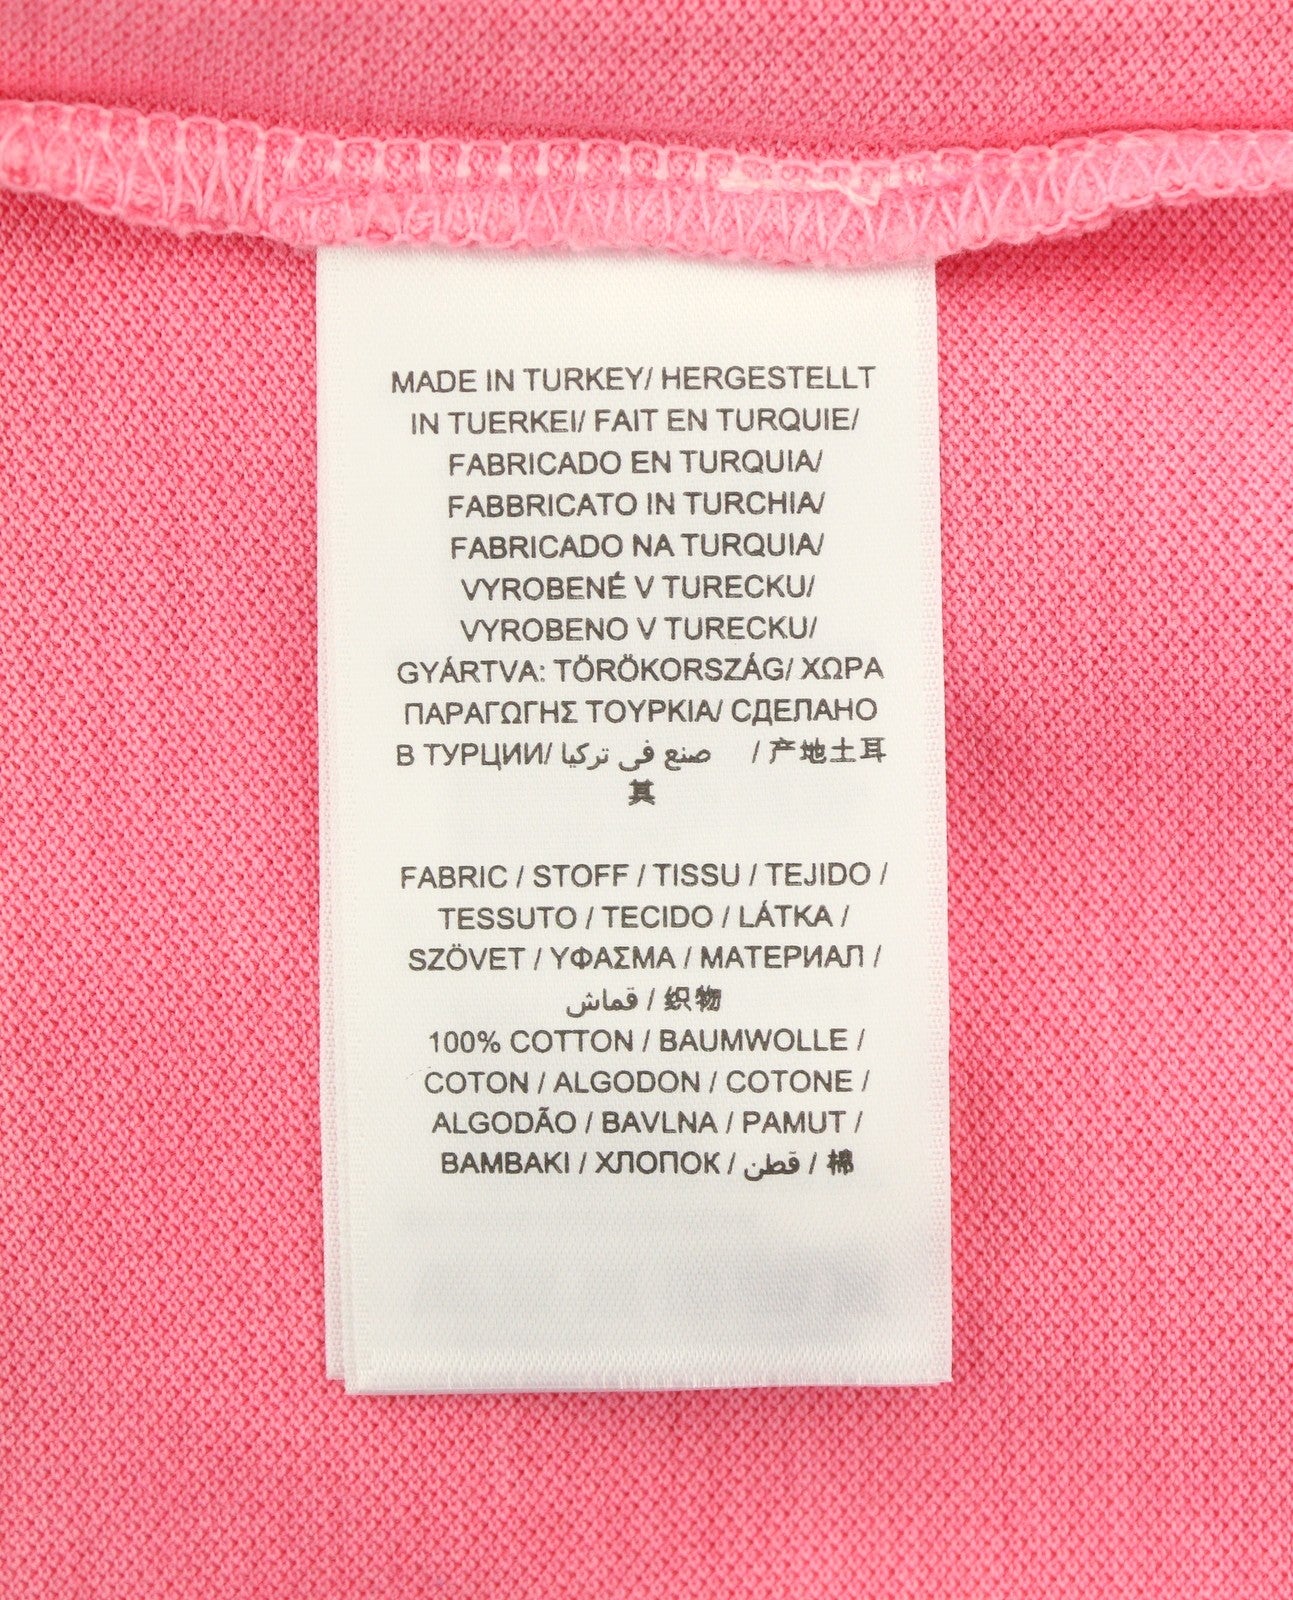 MADE IN TURKEY/ HERGESTELLT
IN TUERKEI/ FAIT EN TURQUIE/
FABRICADO EN TURQUIA/
FABBRICATO IN TURCHIA/
FABRICADO NA TURQUIA/
VYROBENÉ V TURECKU/
VYROBENO V TURECKU/
GYÁRTVA: TÖRÖKORSZÁG/ ΧΩΡΑ
ΠΑΡΑΓΩΓΗΣ ΤΟΥΡΚΙΑ/ СДЕЛАНО
В ТУРЦИИ/ صنع في تركيا / 产地土耳
其
FABRIC / STOFF / TISSU / TEJIDO /
TESSUTO / TECIDO / LÁTKA /
SZÖVET / ΥΦΑΣΜΑ / МАТЕРИАЛ /
قماش / 织物
100% COTTON / BAUMWOLLE /
COTON / ALGODON / COTONE /
ALGODÃO / BAVLNA / PAMUT /
ΒΑΜΒΑΚΙ / ХЛОПОК / قطن / 棉